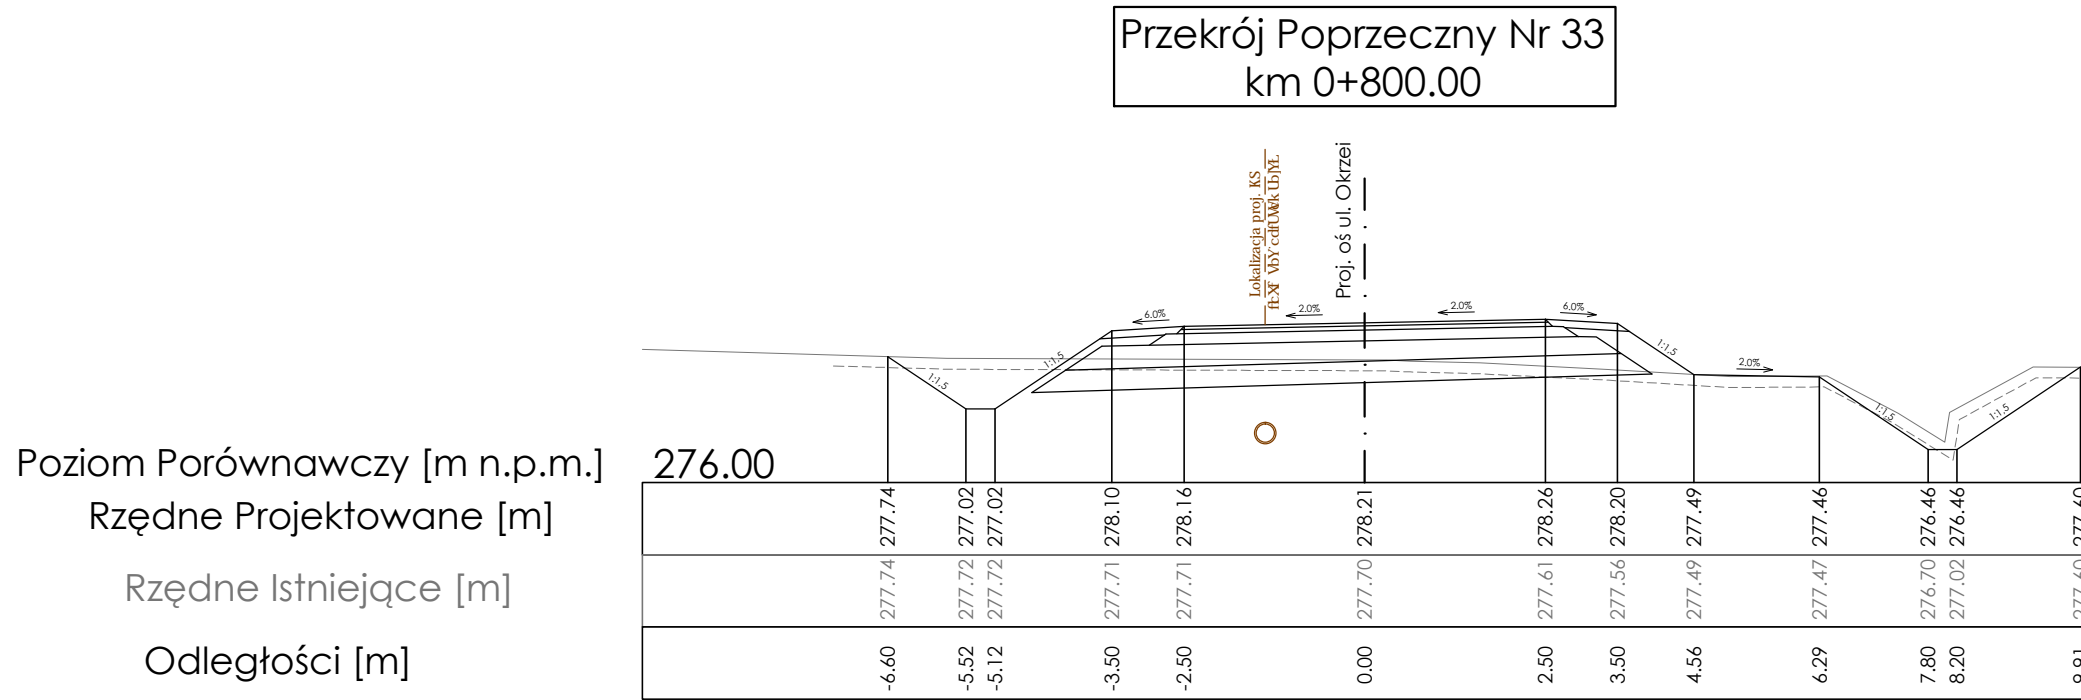 Przekrój Poprzeczny Nr 33
km 0+800.00
Lokalizacja proj. KS
Proj. oś ul. Okrzei
6.0% 2.0% 2.0% 6.0%
1:1,5 1:1,5 1:1,5 2.0% 1:1,5 1:1,5
Poziom Porównawczy [m n.p.m.] 276.00
Rzędne Projektowane [m] 277.74 277.02 277.02 278.10 278.16 278.21 278.26 278.20 277.49 277.46 276.46 276.46 277.60
Rzędne Istniejące [m] 277.74 277.72 277.72 277.71 277.71 277.70 277.61 277.56 277.49 277.47 276.70 277.02 277.60
Odległości [m] -6.60 -5.52 -5.12 -3.50 -2.50 0.00 2.50 3.50 4.56 6.29 7.80 8.20 9.91